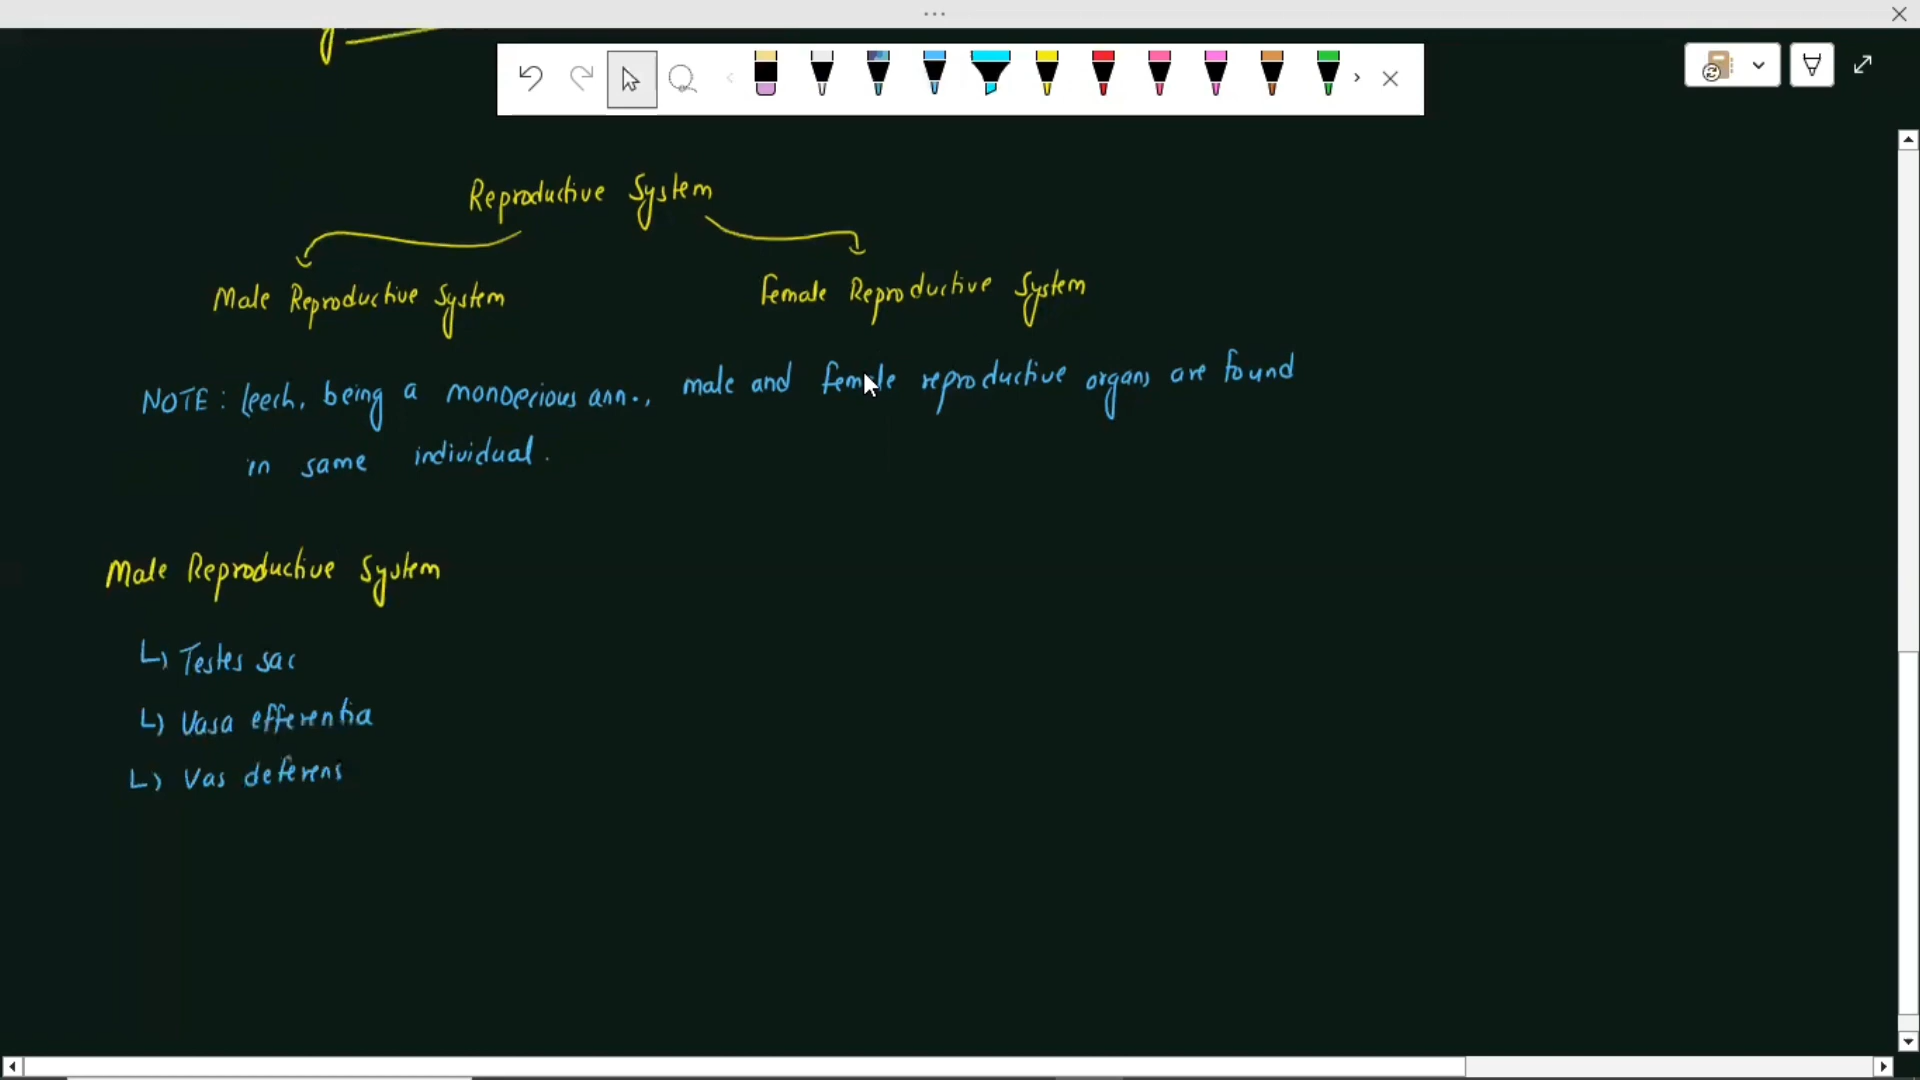 Reproductive System
Male Reproductive System Female Reproductive System
NOTE: Leech, being a monoecious ann., male and female reproductive organs are found
in same individual.
Male Reproductive System
Testes sac
Vasa efferentia
Vas deferens